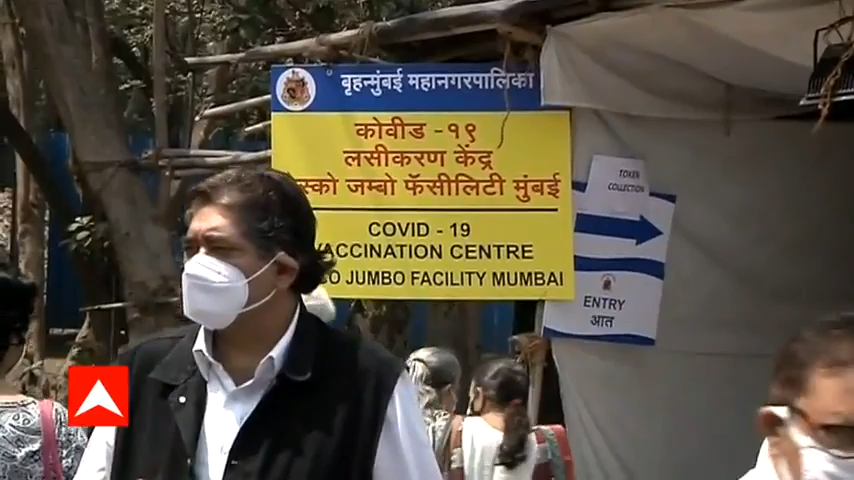 बृहन्मुंबई महानगरपालिका
कोवीड -१९
लसीकरण केंद्र
स्को जम्बो फॅसीलिटी मुंबई
COVID - 19
VACCINATION CENTRE
O JUMBO FACILITY MUMBAI
TOKEN
COLLECTION
ENTRY
आत